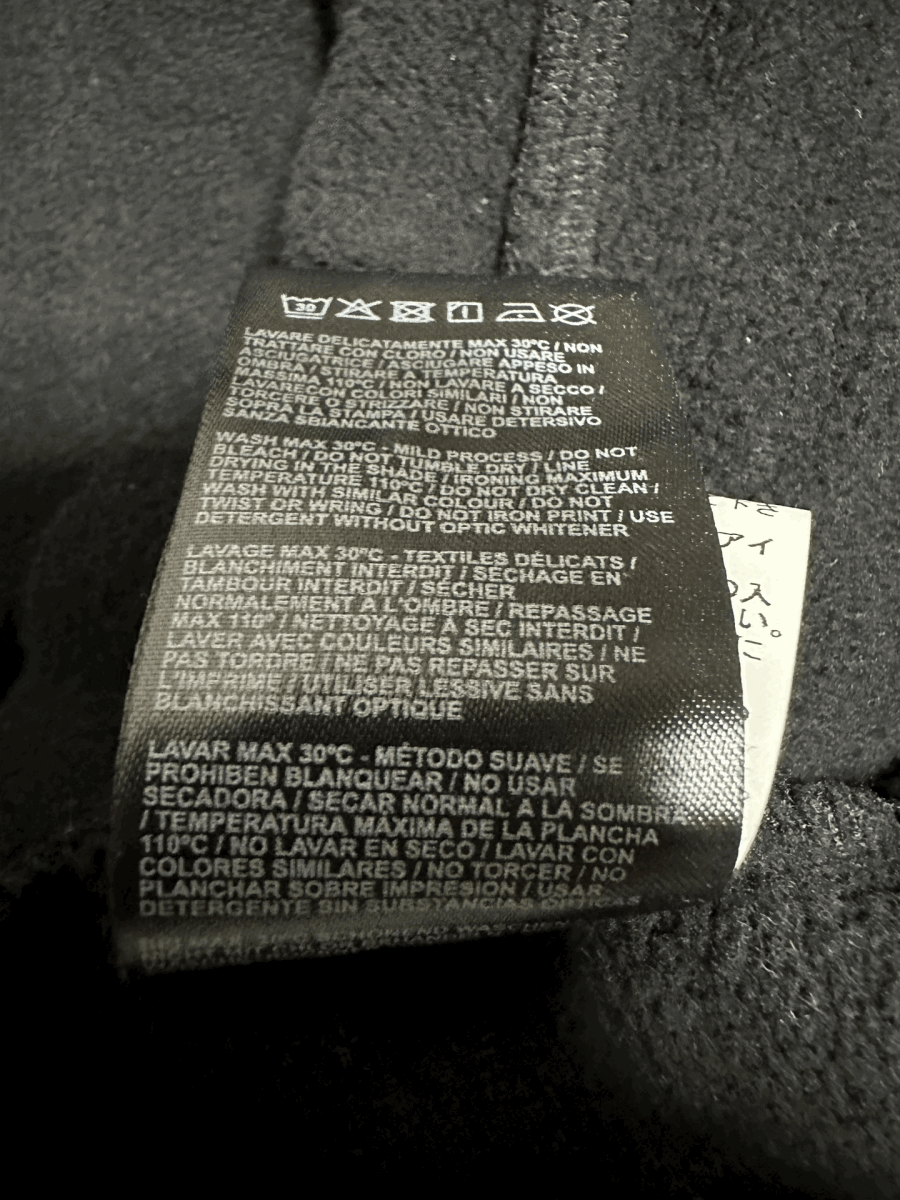 30
LAVARE DELICATAMENTE MAX 30°C / NON
TRATTARE CON CLORO / NON USARE
ASCIUGATRICE / ASCIUGARE APPESO IN
OMBRA / STIRARE A TEMPERATURA
MASSIMA 110°C / NON LAVARE A SECCO /
LAVARE CON COLORI SIMILARI / NON
TORCERE O STRIZZARE / NON STIRARE
SOPRA LA STAMPA / USARE DETERSIVO
SANZA SBIANCANTE OTTICO
WASH MAX 30°C - MILD PROCESS / DO NOT
BLEACH / DO NOT TUMBLE DRY / LINE
DRYING IN THE SHADE / IRONING MAXIMUM
TEMPERATURE 110°C / DO NOT DRY CLEAN /
WASH WITH SIMILAR COLOUR / DO NOT
TWIST OR WRING / DO NOT IRON PRINT / USE
DETERGENT WITHOUT OPTIC WHITENER
LAVAGE MAX 30°C - TEXTILES DÉLICATS /
BLANCHIMENT INTERDIT / SÉCHAGE EN
TAMBOUR INTERDIT / SÉCHER
NORMALEMENT À L'OMBRE / REPASSAGE
MAX 110° / NETTOYAGE À SEC INTERDIT /
LAVER AVEC COULEURS SIMILAIRES / NE
PAS TORDRE / NE PAS REPASSER SUR
L'IMPRIMÉ / UTILISER LESSIVE SANS
BLANCHISSANT OPTIQUE
LAVAR MAX 30°C - MÉTODO SUAVE / SE
PROHIBEN BLANQUEAR / NO USAR
SECADORA / SECAR NORMAL A LA SOMBRA
/ TEMPERATURA MÁXIMA DE LA PLANCHA
110°C / NO LAVAR EN SECO / LAVAR CON
COLORES SIMILARES / NO TORCER / NO
PLANCHAR SOBRE IMPRESIÓN / USAR
DETERGENTE SIN SUBSTANCIAS ÓPTICAS
アイ
入
い。
に